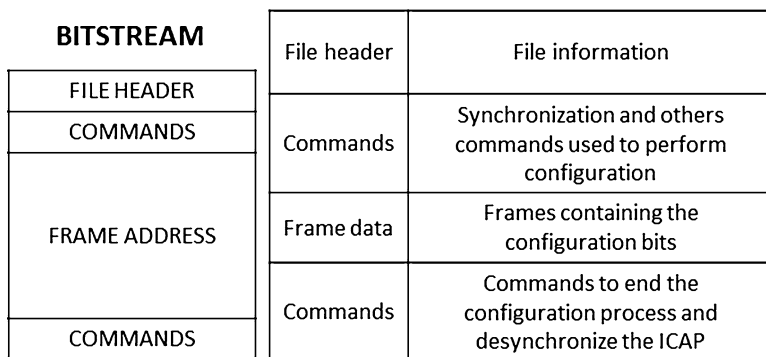 BITSTREAM
FILE HEADER
COMMANDS
FRAME ADDRESS
COMMANDS
File header
File information
Commands
Synchronization and others
commands used to perform
configuration
Frame data
Frames containing the
configuration bits
Commands
Commands to end the
configuration process and
desynchronize the ICAP